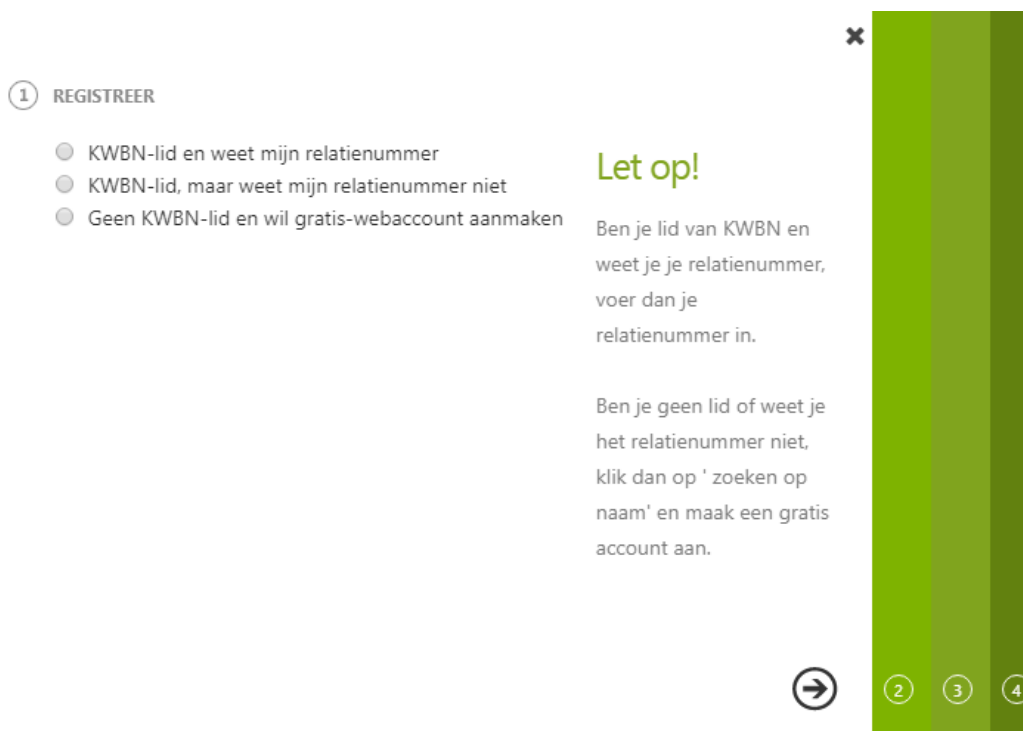 1 REGISTREER
KWBN-lid en weet mijn relatienummer
KWBN-lid, maar weet mijn relatienummer niet
Geen KWBN-lid en wil gratis-webaccount aanmaken
Let op!
Ben je lid van KWBN en
weet je je relatienummer,
voer dan je
relatienummer in.
Ben je geen lid of weet je
het relatienummer niet,
klik dan op ' zoeken op
naam' en maak een gratis
account aan.
2 3 4